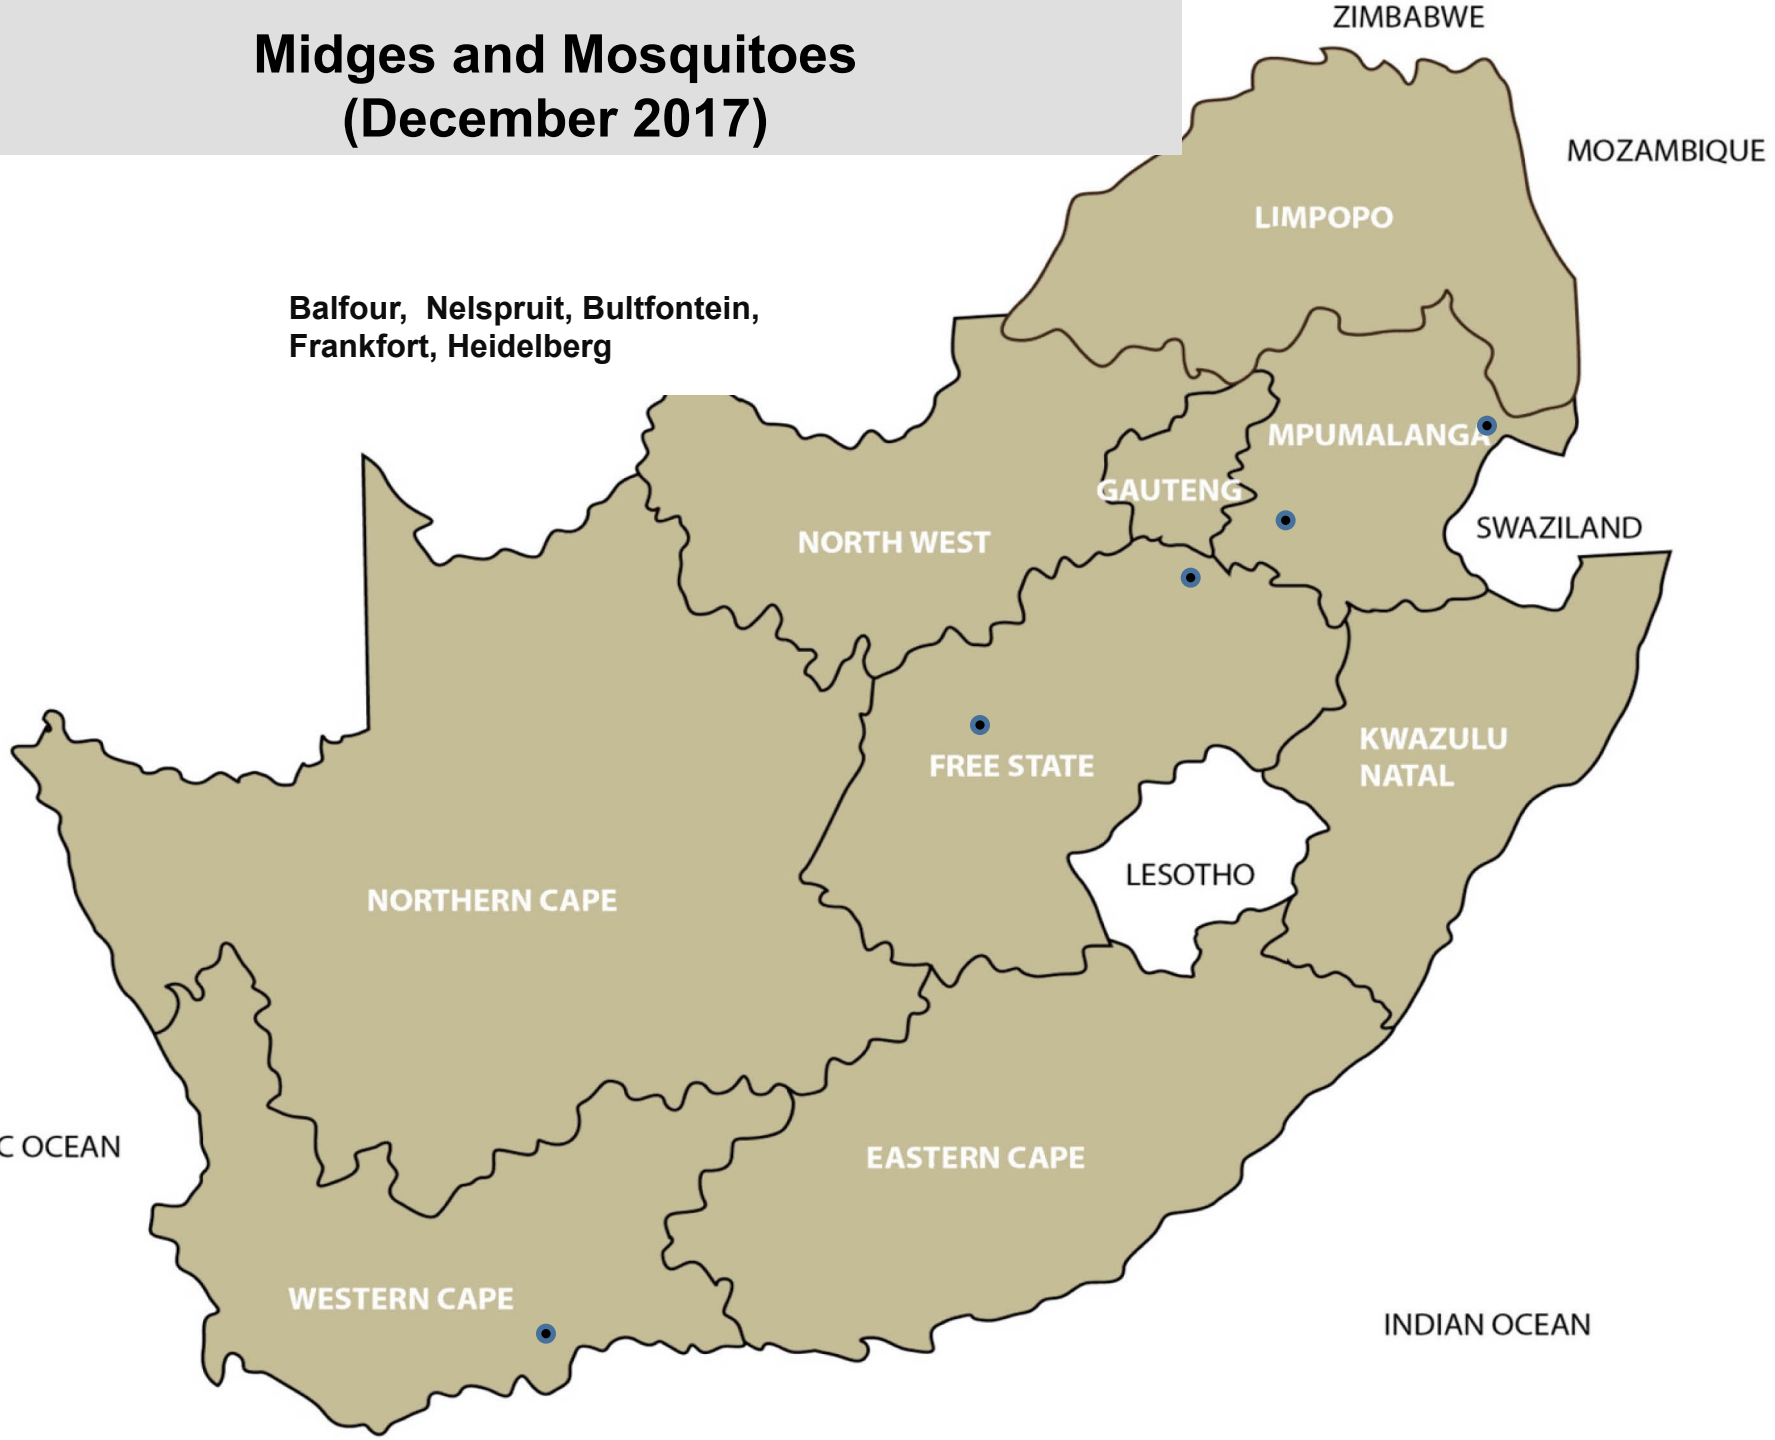 Midges and Mosquitoes
(December 2017)
ZIMBABWE
MOZAMBIQUE
LIMPOPO
Balfour,  Nelspruit, Bultfontein,
Frankfort, Heidelberg
MPUMALANGA
GAUTENG
SWAZILAND
NORTH WEST
KWAZULU
NATAL
FREE STATE
LESOTHO
NORTHERN CAPE
C OCEAN
EASTERN CAPE
WESTERN CAPE
INDIAN OCEAN